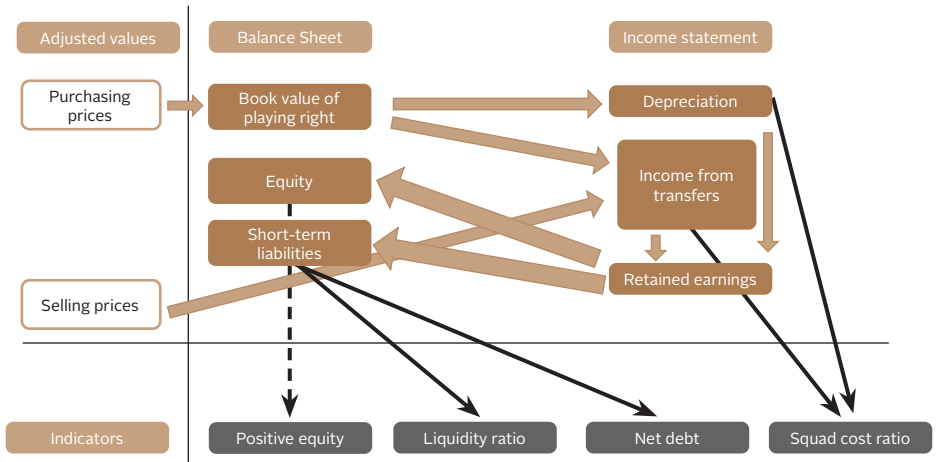 Adjusted values
Balance Sheet
Income statement
Purchasing
prices
Book value of
playing right
Depreciation
Equity
Income from
transfers
Short-term
liabilities
Selling prices
Retained earnings
Indicators
Positive equity
Liquidity ratio
Net debt
Squad cost ratio